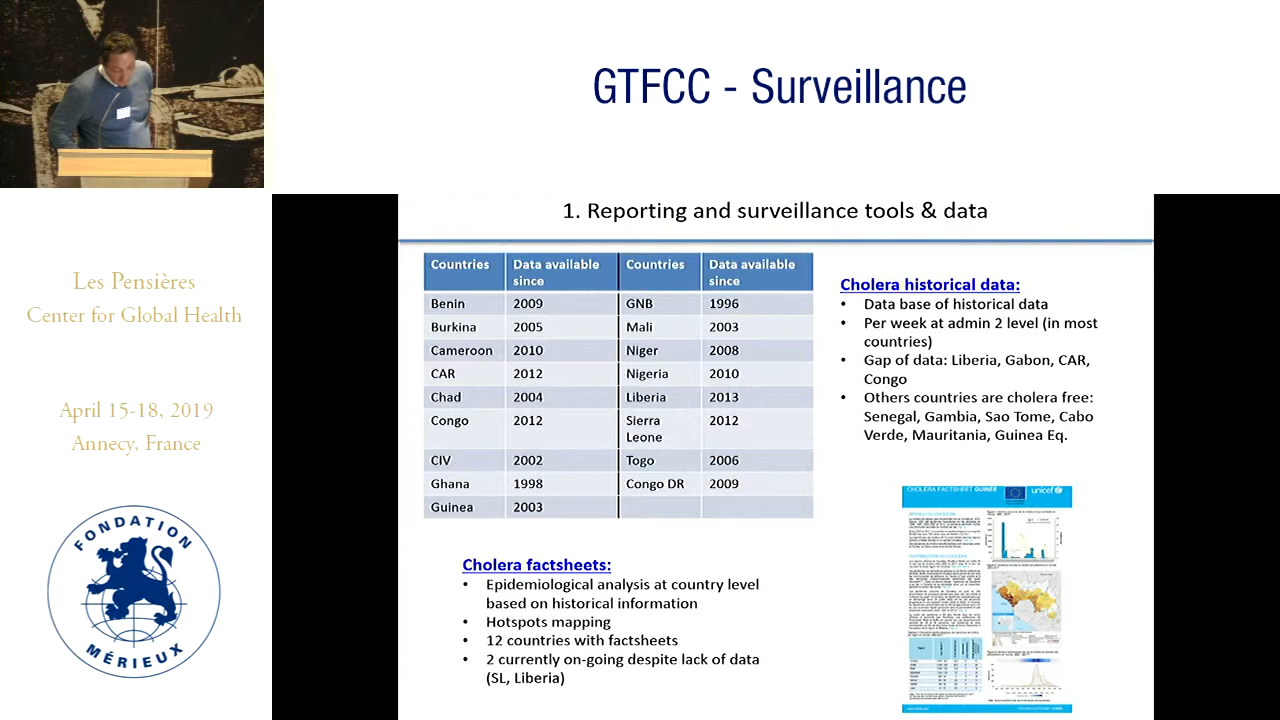 GTFCC - Surveillance
1. Reporting and surveillance tools & data
Les Pensières
Center for Global Health
April 15-18, 2019
Annecy, France
FONDATION
MÉRIEUX
Countries Data available since Countries Data available since
Benin 2009 GNB 1996
Burkina 2005 Mali 2003
Cameroon 2010 Niger 2008
CAR 2012 Nigeria 2010
Chad 2004 Liberia 2013
Congo 2012 Sierra Leone 2012
CIV 2002 Togo 2006
Ghana 1998 Congo DR 2009
Guinea 2003
Cholera historical data:
• Data base of historical data
• Per week at admin 2 level (in most
countries)
• Gap of data: Liberia, Gabon, CAR,
Congo
• Others countries are cholera free:
Senegal, Gambia, Sao Tome, Cabo
Verde, Mauritania, Guinea Eq.
Cholera factsheets:
• Epidemiological analysis at country level
based on historical information
• Hotspots mapping
• 12 countries with factsheets
• 2 currently on-going despite lack of data
(SL, Liberia)
CHOLÉRA FACTSHEET GUINÉE unicef